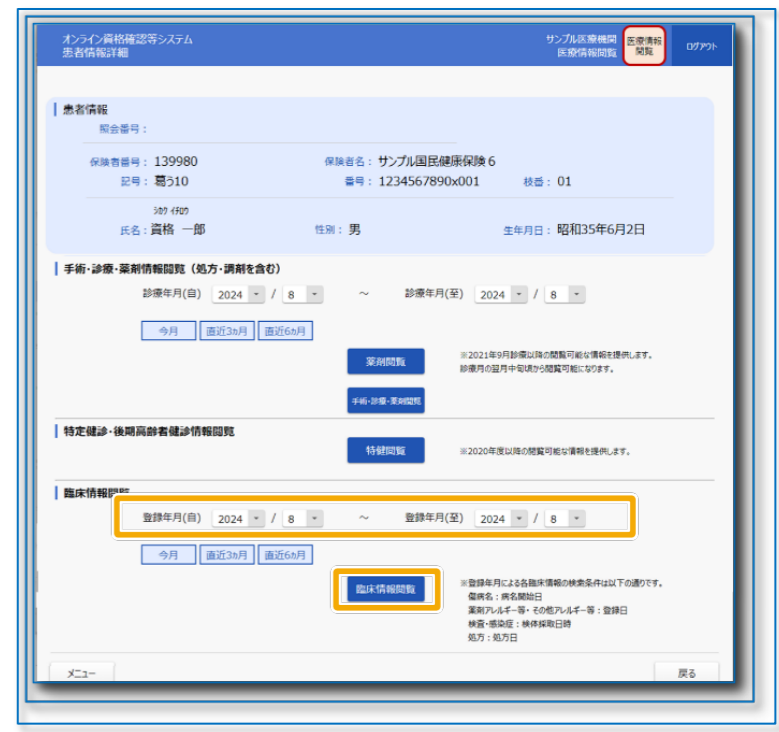 オンライン資格確認等システム
患者情報詳細
サンプル医療機関
医療情報閲覧
医療情報
閲覧
ログアウト
患者情報
照会番号：
保険者番号： 139980
保険者名： サンプル国民健康保険６
記号： 葛う10
番号： 1234567890x001
枝番： 01
シカク イチロウ
氏名： 資格 一郎
性別： 男
生年月日： 昭和35年6月2日
手術・診療・薬剤情報閲覧（処方・調剤を含む）
診療年月(自) 2024 / 8 ～ 診療年月(至) 2024 / 8
今月 直近3カ月 直近6カ月
薬剤閲覧
※2021年9月診療以降の閲覧可能な情報を提供します。
診療月の翌月中旬頃から閲覧可能になります。
手術・診療・薬剤閲覧
特定健診・後期高齢者健診情報閲覧
特健閲覧
※2020年度以降の閲覧可能な情報を提供します。
臨床情報閲覧
登録年月(自) 2024 / 8 ～ 登録年月(至) 2024 / 8
今月 直近3カ月 直近6カ月
臨床情報閲覧
※登録年月による各臨床情報の検索条件は以下の通りです。
傷病名：病名開始日
薬剤アレルギー等・その他アレルギー等：登録日
検査・感染症：検体採取日時
処方：処方日
メニュー
戻る